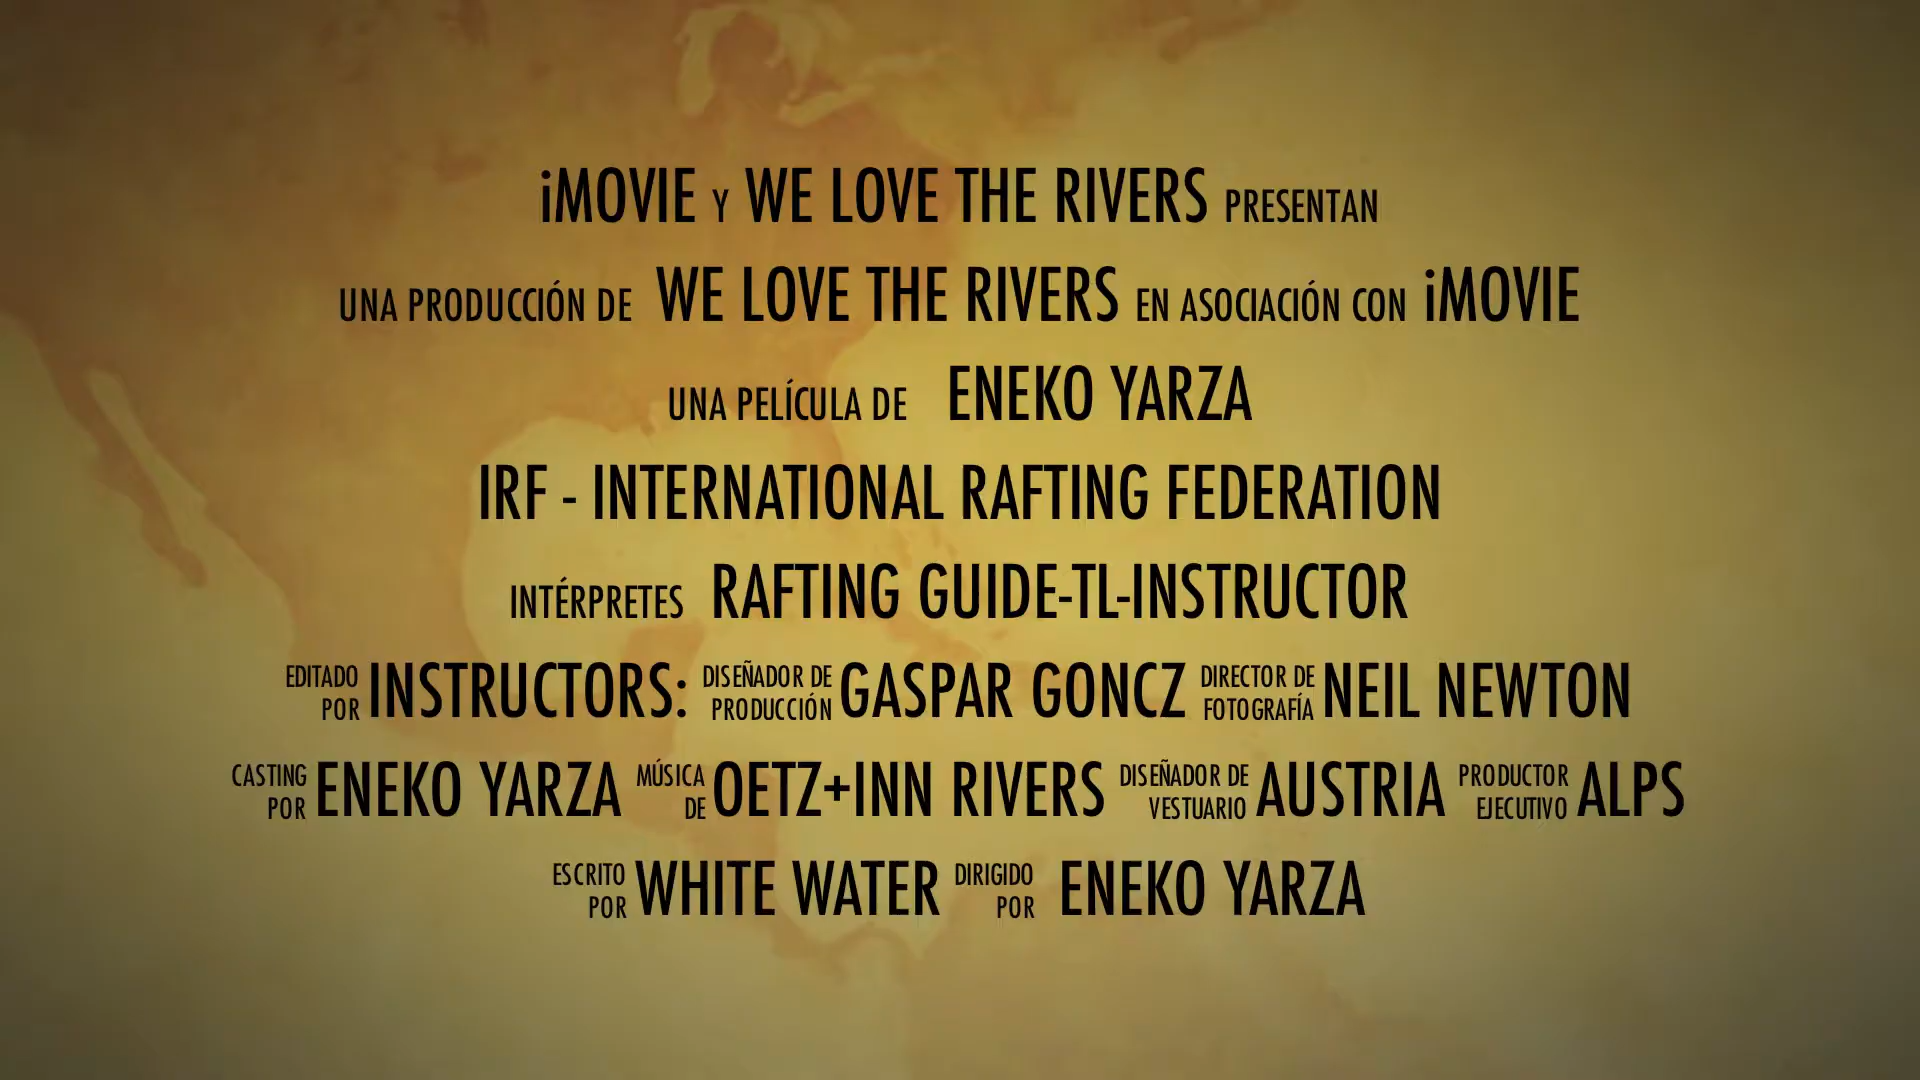 iMOVIE Y WE LOVE THE RIVERS PRESENTAN
UNA PRODUCCIÓN DE WE LOVE THE RIVERS EN ASOCIACIÓN CON iMOVIE
UNA PELÍCULA DE ENEKO YARZA
IRF - INTERNATIONAL RAFTING FEDERATION
INTÉRPRETES RAFTING GUIDE-TL-INSTRUCTOR
EDITADO POR INSTRUCTORS: DISEÑADOR DE PRODUCCIÓN GASPAR GONCZ DIRECTOR DE FOTOGRAFÍA NEIL NEWTON
CASTING POR ENEKO YARZA MÚSICA DE OETZ+INN RIVERS DISEÑADOR DE VESTUARIO AUSTRIA PRODUCTOR EJECUTIVO ALPS
ESCRITO POR WHITE WATER DIRIGIDO POR ENEKO YARZA